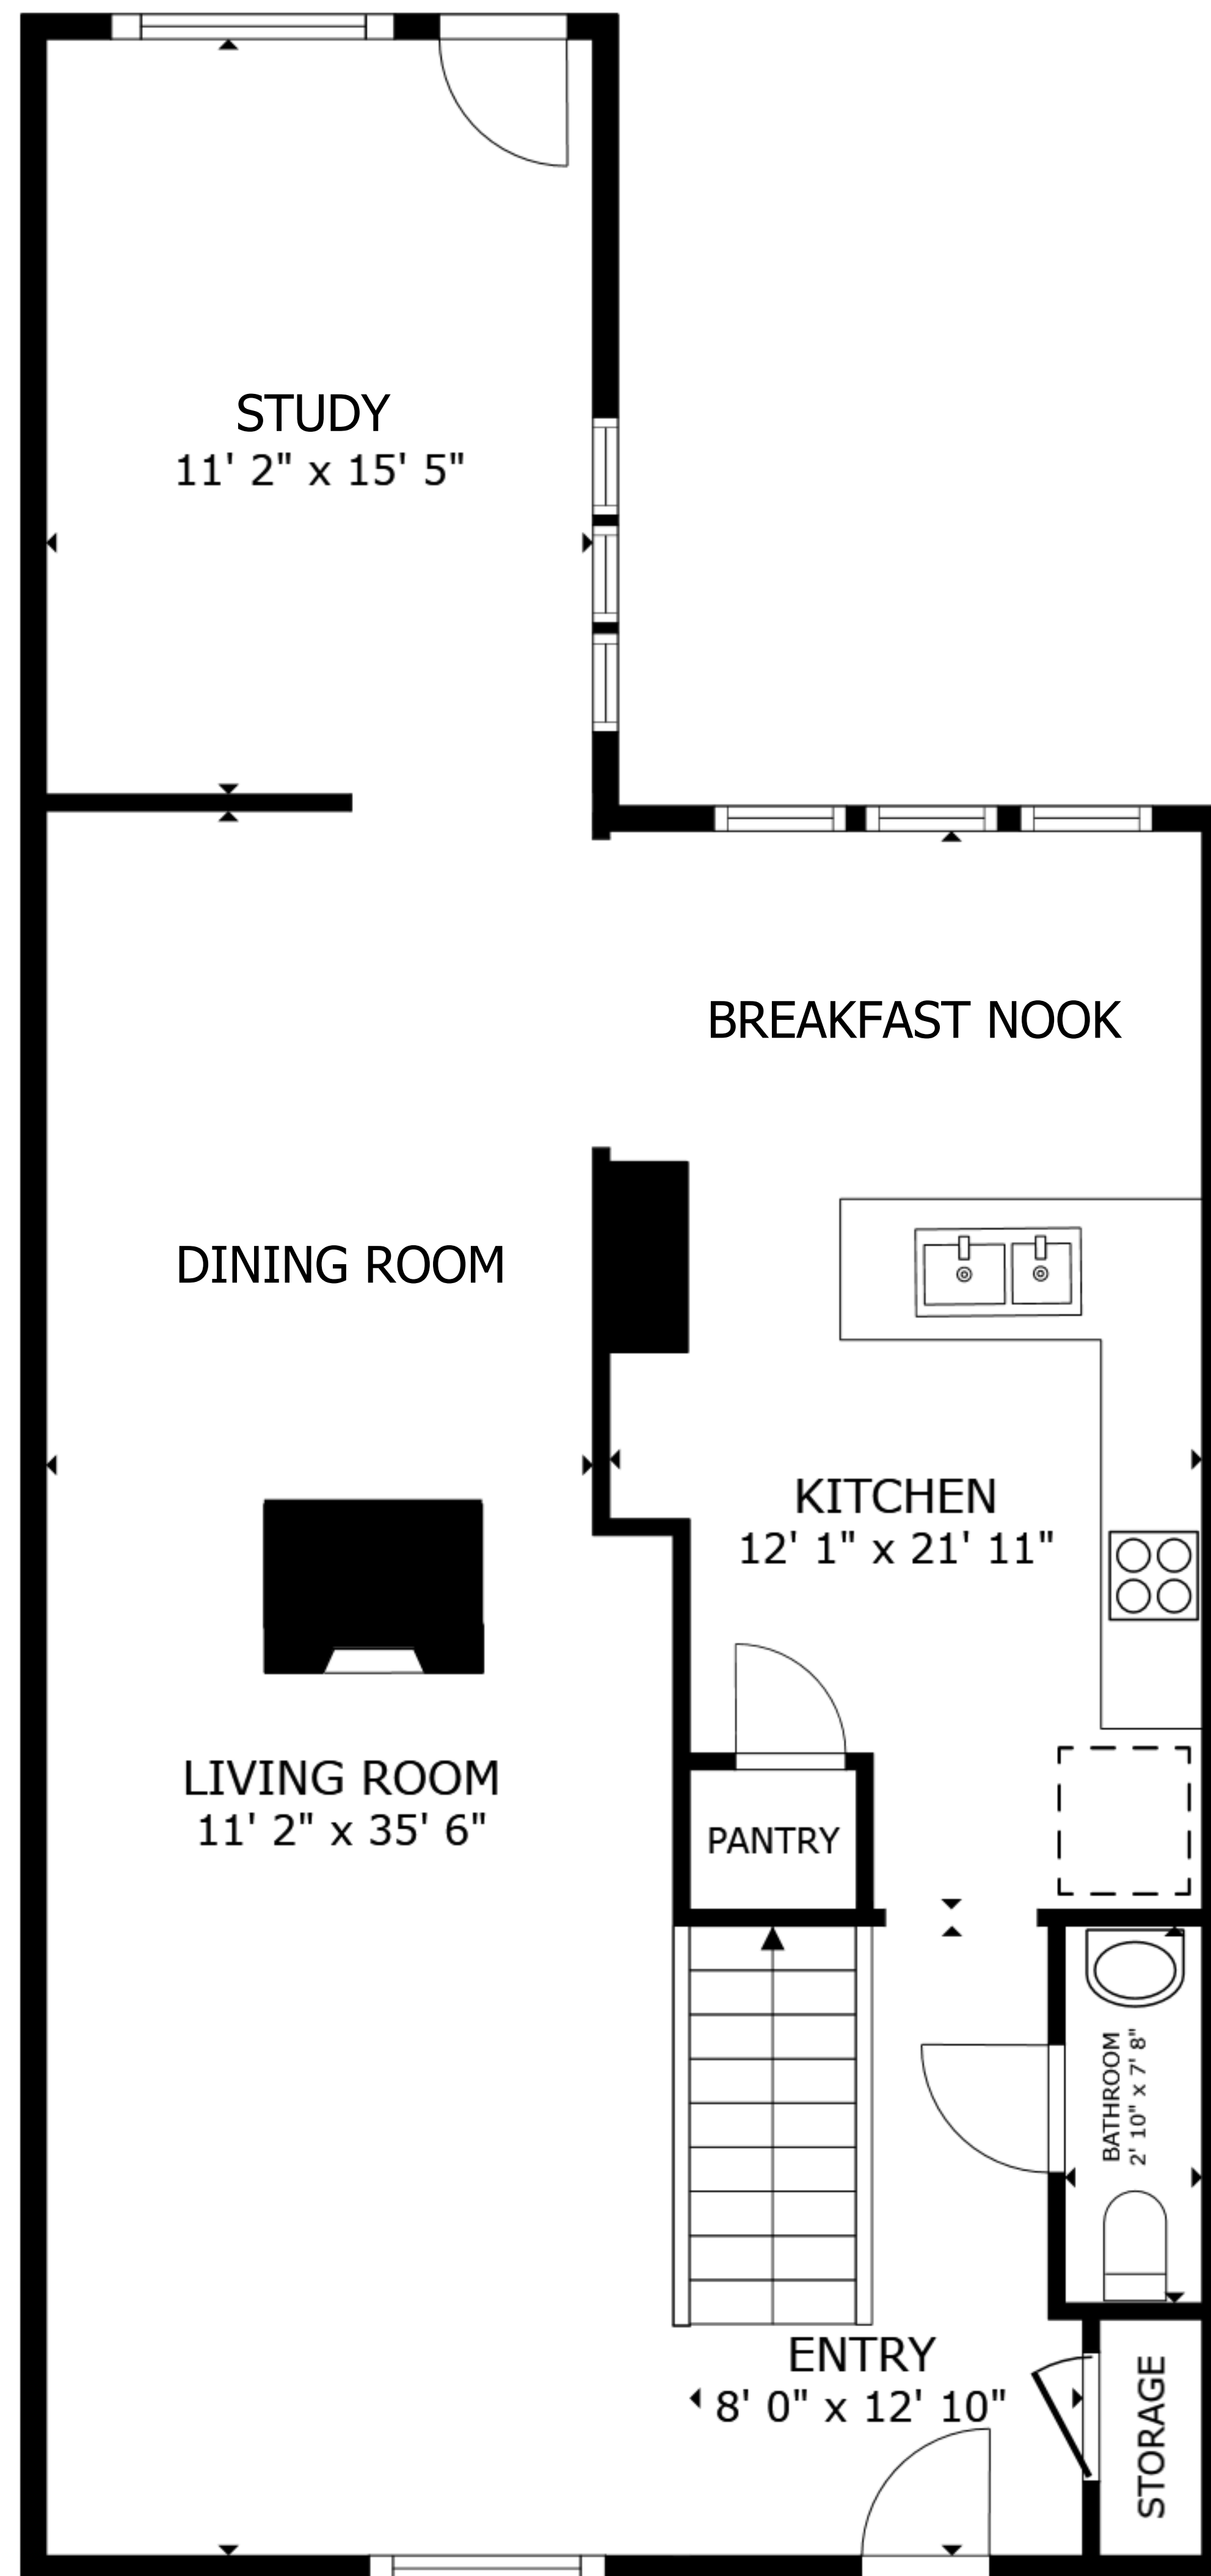 STUDY
11' 2" x 15' 5"
BREAKFAST NOOK
DINING ROOM
KITCHEN
12' 1" x 21' 11"
LIVING ROOM
11' 2" x 35' 6"
PANTRY
BATHROOM
2' 10" x 7' 8"
ENTRY
8' 0" x 12' 10"
STORAGE